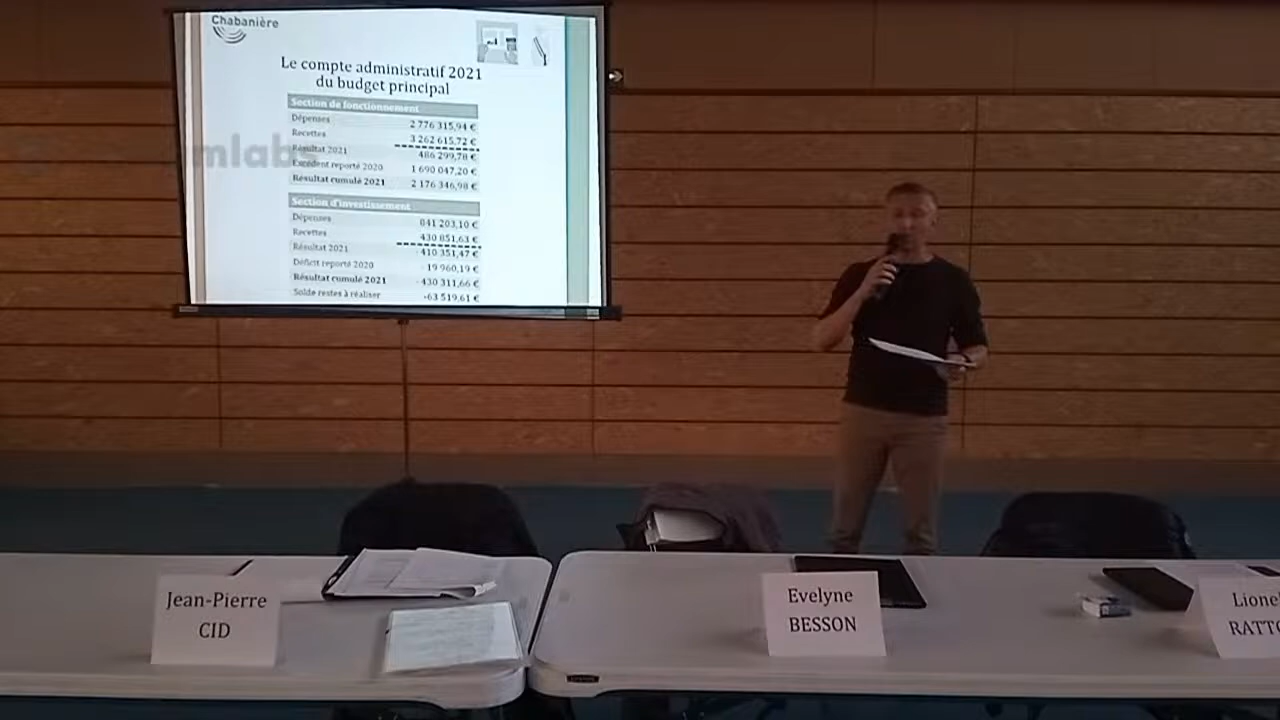 Chabanière
Le compte administratif 2021
du budget principal
Section de fonctionnement
Dépenses 2 776 315,94 €
Recettes 3 262 615,72 €
Résultat 2021 486 299,78 €
Excédent reporté 2020 1 690 047,20 €
Résultat cumulé 2021 2 176 346,98 €
Section d'investissement
Dépenses 841 203,10 €
Recettes 430 851,63 €
Résultat 2021 -410 351,47 €
Déficit reporté 2020 - 19 960,19 €
Résultat cumulé 2021 -430 311,66 €
Solde restes à réaliser -63 519,61 €
mlabs
Jean-Pierre
CID
Evelyne
BESSON
Lione
RATTO